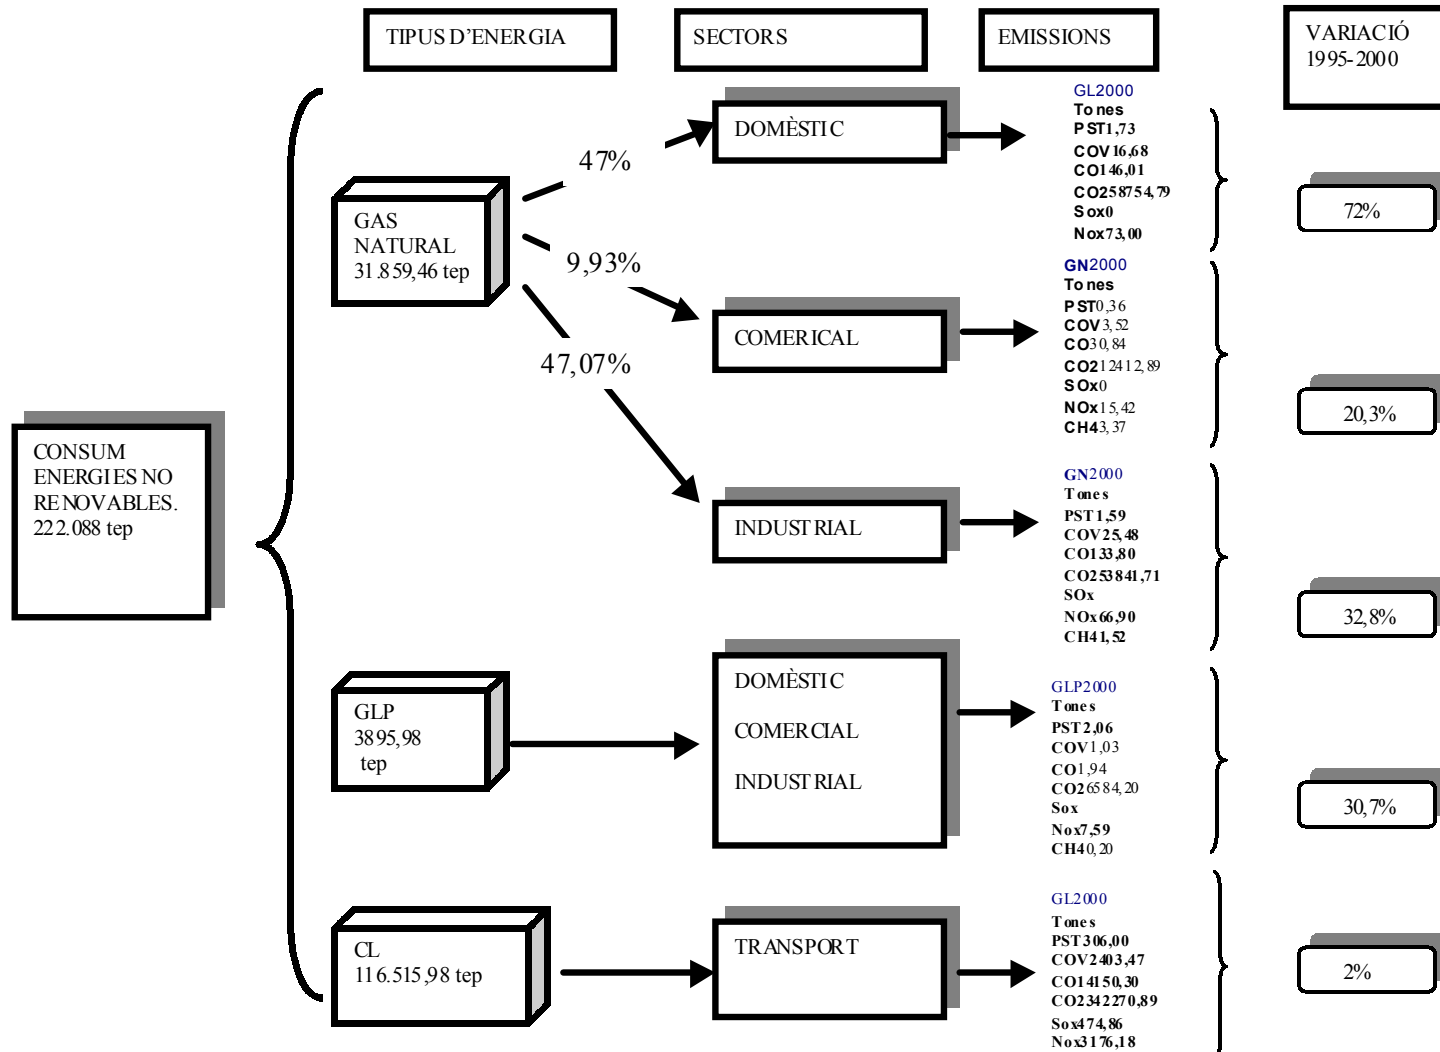 TIPUS D'ENERGIA
SECTORS
EMISSIONS
VARIACIÓ
1995-2000
CONSUM
ENERGIES NO
RENOVABLES.
222.088 tep
GAS
NATURAL
31.859,46 tep
47%
9,93%
47,07%
DOMÈSTIC
GL2000
Tones
PST1,73
COV16,68
CO146,01
CO258754,79
Sox0
Nox73,00
72%
COMERICAL
GN2000
Tones
PST0,36
COV3,52
CO30,84
CO212412,89
SOx0
NOx15,42
CH43,37
20,3%
INDUSTRIAL
GN2000
Tones
PST1,59
COV25,48
CO133,80
CO253841,71
SOx
NOx66,90
CH41,52
32,8%
GLP
3895,98
tep
DOMÈSTIC
COMERCIAL
INDUSTRIAL
GLP2000
Tones
PST2,06
COV1,03
CO1,94
CO26584,20
Sox
Nox7,59
CH40,20
30,7%
CL
116.515,98 tep
TRANSPORT
GL2000
Tones
PST306,00
COV2403,47
CO14150,30
CO2342270,89
Sox474,86
Nox3176,18
2%